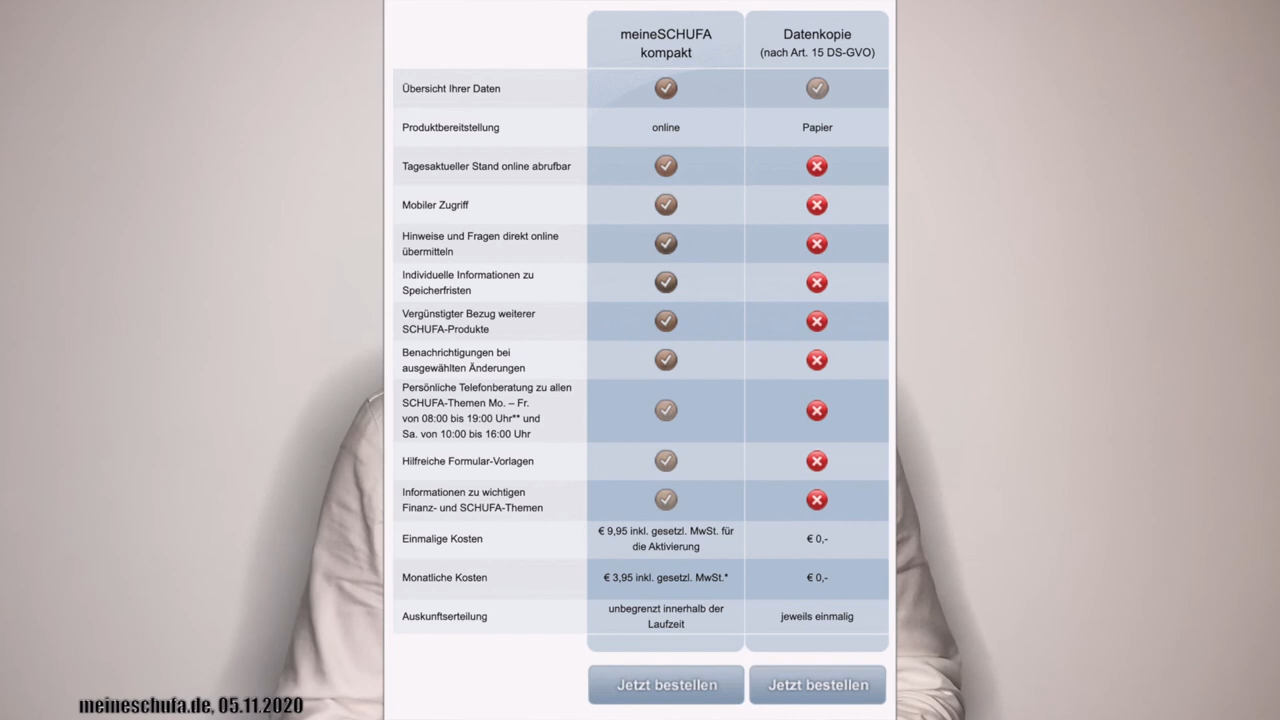 meineSCHUFA
kompakt
Datenkopie
(nach Art. 15 DS-GVO)
Übersicht Ihrer Daten
Produktbereitstellung
online
Papier
Tagesaktueller Stand online abrufbar
Mobiler Zugriff
Hinweise und Fragen direkt online
übermitteln
Individuelle Informationen zu
Speicherfristen
Vergünstigter Bezug weiterer
SCHUFA-Produkte
Benachrichtigungen bei
ausgewählten Änderungen
Persönliche Telefonberatung zu allen
SCHUFA-Themen Mo. – Fr.
von 08:00 bis 19:00 Uhr** und
Sa. von 10:00 bis 16:00 Uhr
Hilfreiche Formular-Vorlagen
Informationen zu wichtigen
Finanz- und SCHUFA-Themen
Einmalige Kosten
€ 9,95 inkl. gesetzl. MwSt. für
die Aktivierung
€ 0,-
Monatliche Kosten
€ 3,95 inkl. gesetzl. MwSt.*
€ 0,-
Auskunftserteilung
unbegrenzt innerhalb der
Laufzeit
jeweils einmalig
Jetzt bestellen
Jetzt bestellen
meineschufa.de, 05.11.2020